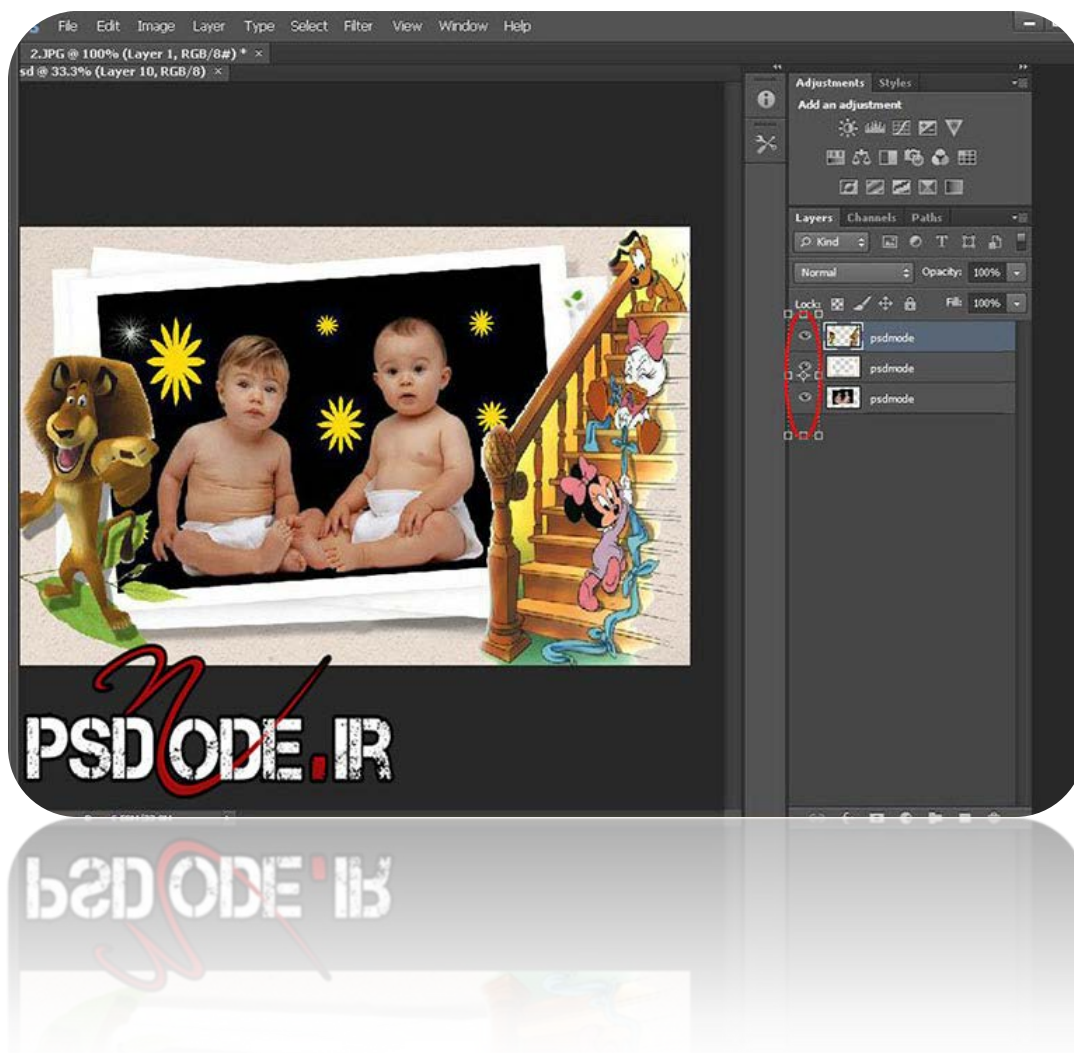 File Edit Image Layer Type Select Filter View Window Help
2.JPG @ 100% (Layer 1, RGB/8#) * ×
sd @ 33.3% (Layer 10, RGB/8) ×
Adjustments Styles
Add an adjustment
Layers Channels Paths
Kind
Normal Opacity: 100%
Lock: Fill: 100%
psdmode
psdmode
psdmode
PSDMODE.IR